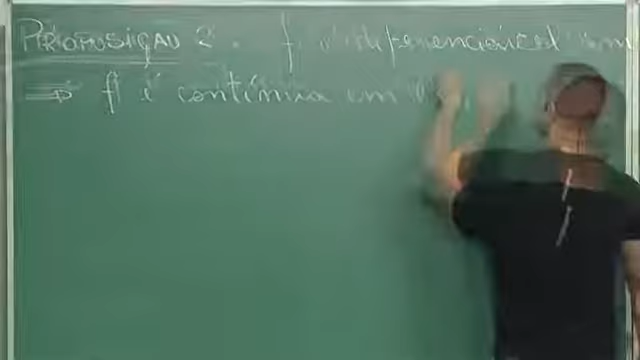 PROPOSIÇÃO 2. f é diferenciável em
⇒ f é contínua em